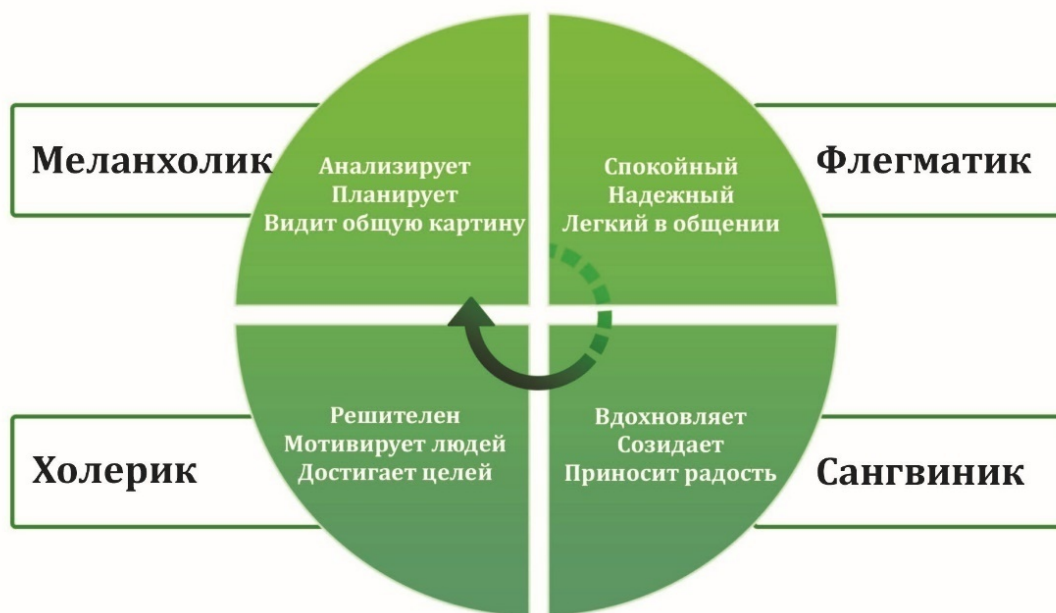 Меланхолик
Анализирует
Планирует
Видит общую картину
Спокойный
Надежный
Легкий в общении
Флегматик
Холерик
Решителен
Мотивирует людей
Достигает целей
Вдохновляет
Созидает
Приносит радость
Сангвиник